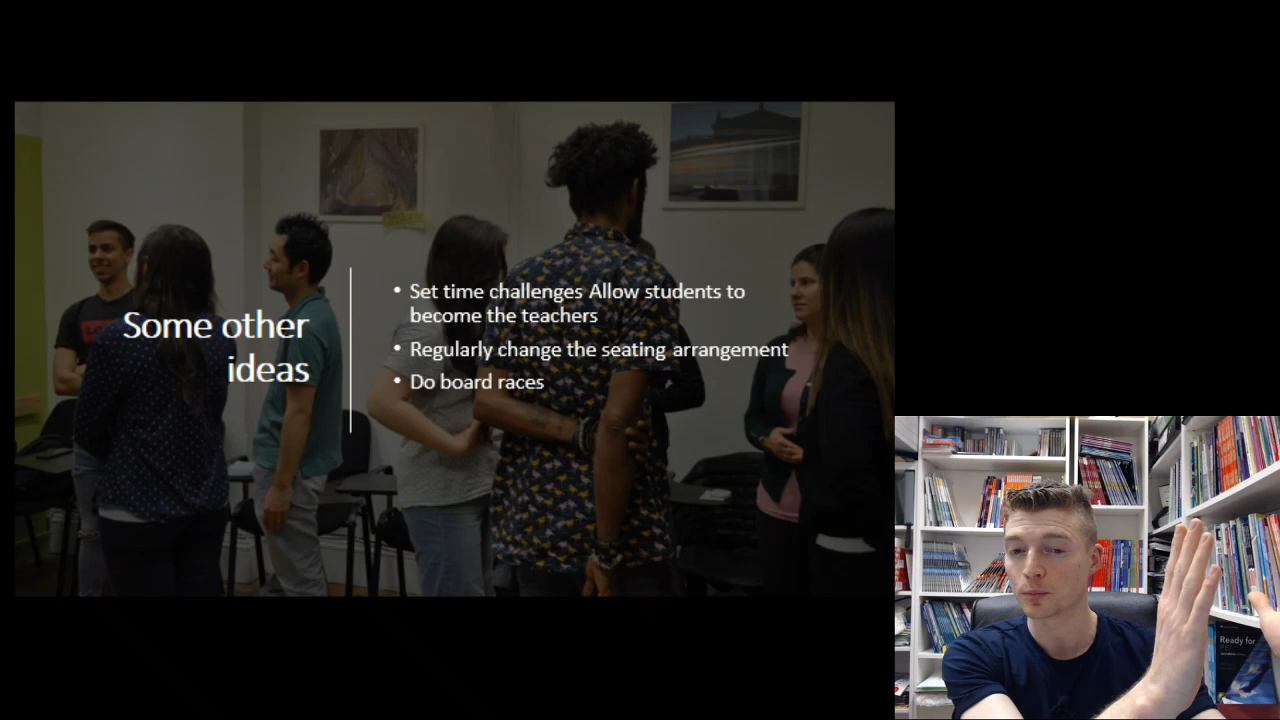 Some other
ideas
• Set time challenges Allow students to
become the teachers
• Regularly change the seating arrangement
• Do board races
Ready for